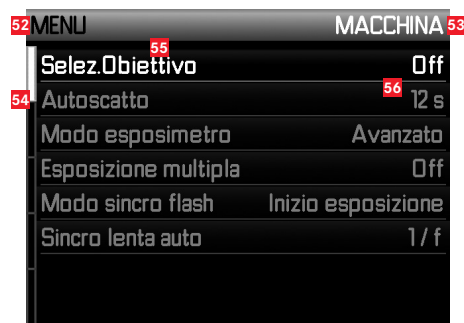 52 MENU MACCHINA 53
55
Selez.Obiettivo Off
56
54 Autoscatto 12 s
Modo esposimetro Avanzato
Esposizione multipla Off
Modo sincro flash Inizio esposizione
Sincro lenta auto 1/f